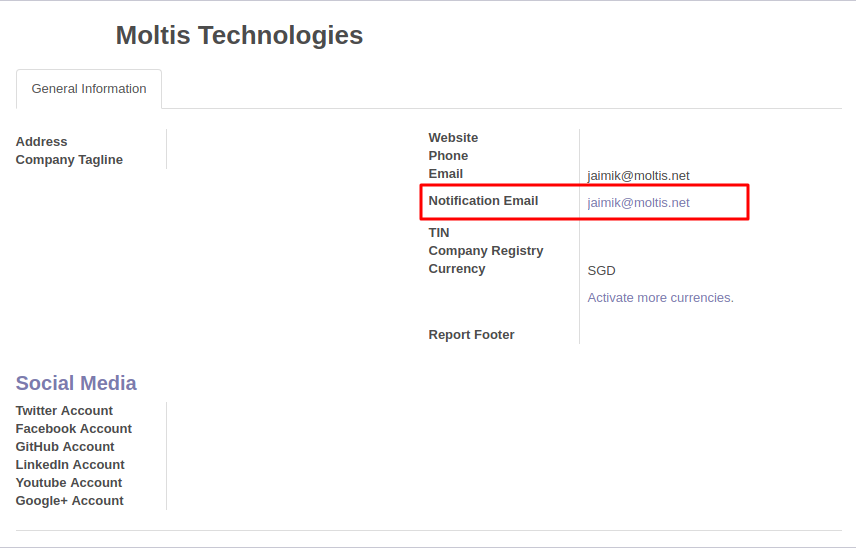 Moltis Technologies
General Information
Address
Company Tagline
Website
Phone
Email jaimik@moltis.net
Notification Email jaimik@moltis.net
TIN
Company Registry
Currency SGD
Activate more currencies.
Report Footer
Social Media
Twitter Account
Facebook Account
GitHub Account
LinkedIn Account
Youtube Account
Google+ Account